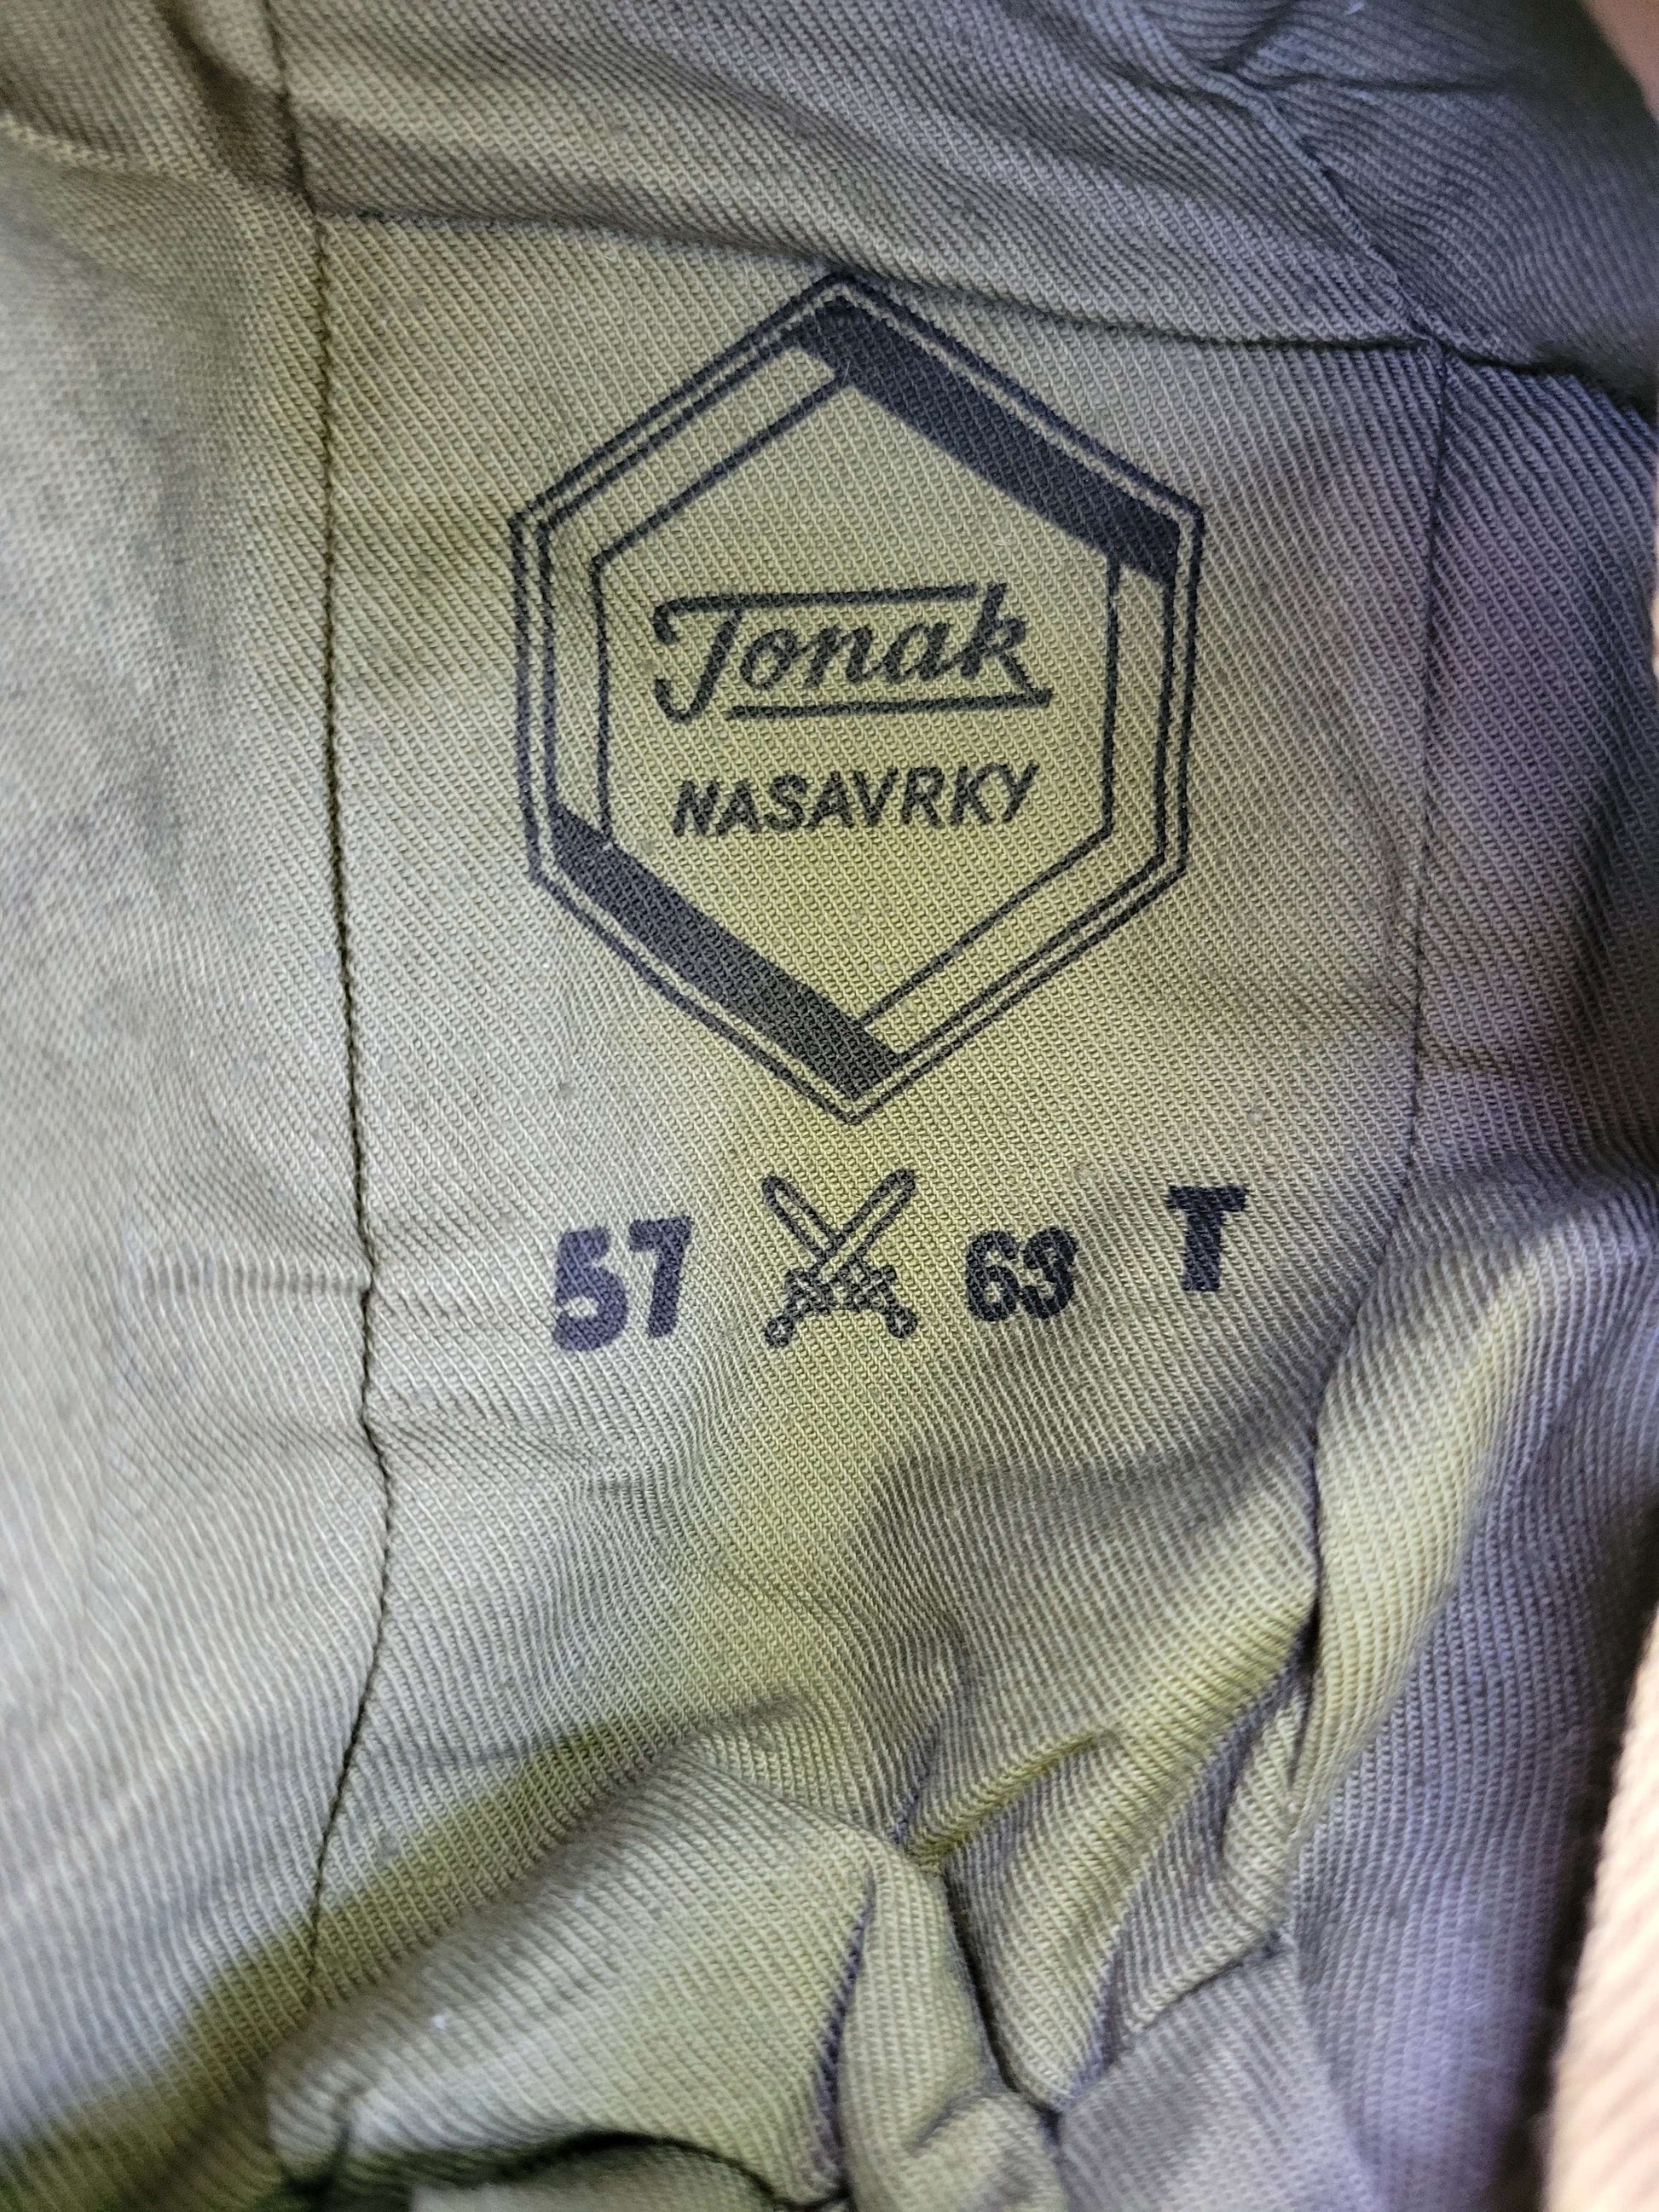 Tonak
NASAVRKY
57 63 T